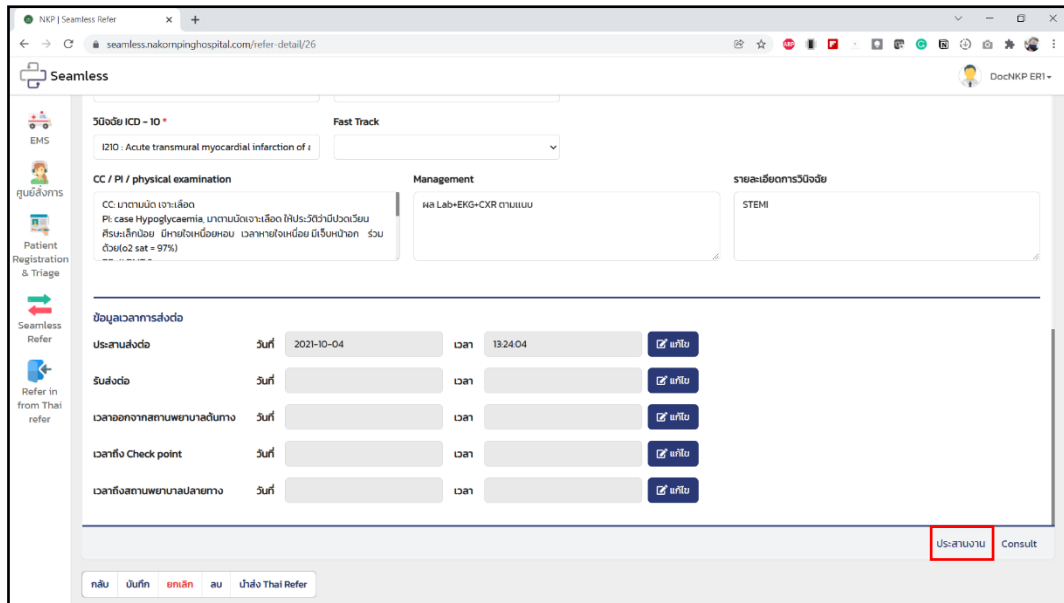 NKP | Seamless Refer
seamless.nakornpinghospital.com/refer-detail/26
Seamless
DocNKP ER1
EMS
ศูนย์สั่งการ
Patient
Registration
& Triage
Seamless
Refer
Refer in
from Thai
refer
วินิจฉัย ICD - 10 * Fast Track
I210 : Acute transmural myocardial infarction of a
CC / PI / physical examination Management รายละเอียดการวินิจฉัย
CC: มาตามนัด เจาะเลือด
PI: case Hypoglycaemia, มาตามนัดเจาะเลือด ให้ประวัติว่ามีปวดเวียน
ศีรษะเล็กน้อย มีหายใจเหนื่อยหอบ เวลาหายใจเหนื่อย มีเจ็บหน้าอก ร่วม
ด้วย(o2 sat = 97%)
ผล Lab+EKG+CXR ตามแนบ
STEMI
ข้อมูลเวลาการส่งต่อ
ประสานส่งต่อ วันที่ 2021-10-04 เวลา 13:24:04 แก้ไข
รับส่งต่อ วันที่ เวลา แก้ไข
เวลาออกจากสถานพยาบาลต้นทาง วันที่ เวลา แก้ไข
เวลาถึง Check point วันที่ เวลา แก้ไข
เวลาถึงสถานพยาบาลปลายทาง วันที่ เวลา แก้ไข
ประสานงาน Consult
กลับ บันทึก ยกเลิก ลบ นำส่ง Thai Refer